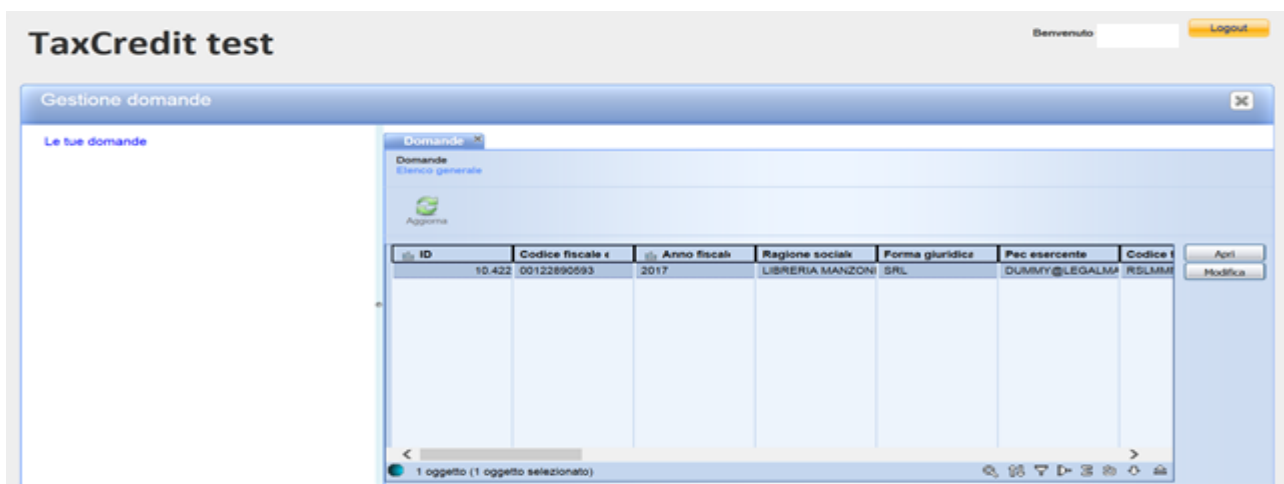 TaxCredit test
Benvenuto
Logout
Gestione domande
Le tue domande
Domande
Domande
Elenco generale
Aggiorna
ID Codice fiscale e Anno fiscale Ragione sociale Forma giuridica Pec esercente Codice f
10.422 00122890593 2017 LIBRERIA MANZONI SRL DUMMY@LEGALMA RSLMMI
Apri
Modifica
1 oggetto (1 oggetto selezionato)